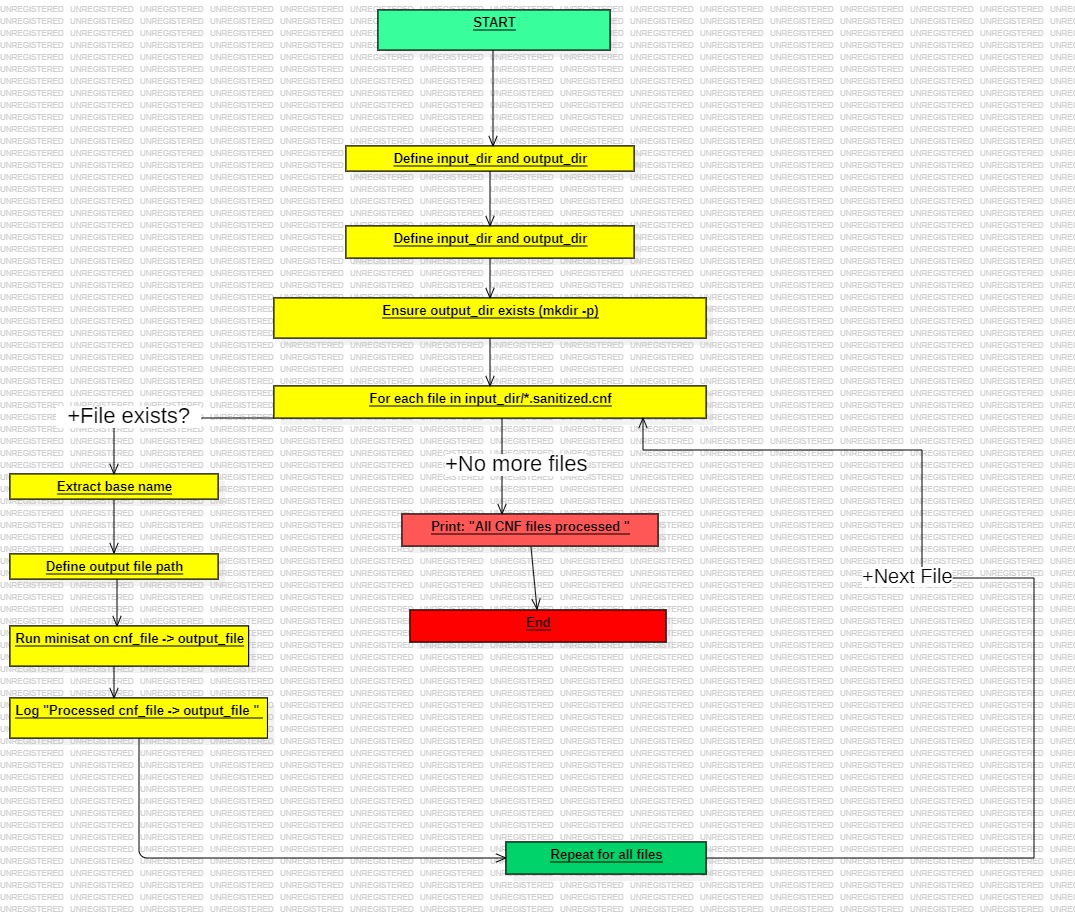 START
Define input_dir and output_dir
Define input_dir and output_dir
Ensure output_dir exists (mkdir -p)
For each file in input_dir/*.sanitized.cnf
+File exists?
+No more files
Extract base name
Print: "All CNF files processed "
Define output file path
+Next File
End
Run minisat on cnf_file -> output_file
Log "Processed cnf_file -> output_file "
Repeat for all files
UNREGISTERED